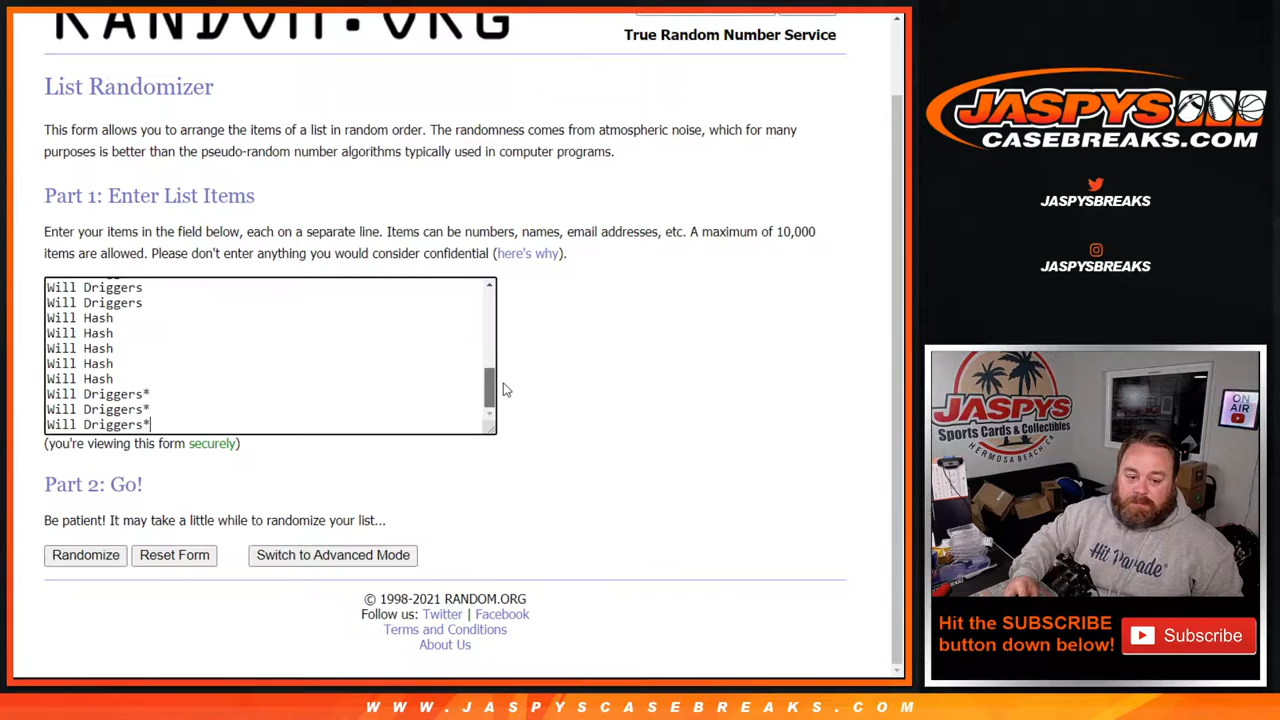 RANDOM.ORG
True Random Number Service
List Randomizer
This form allows you to arrange the items of a list in random order. The randomness comes from atmospheric noise, which for many
purposes is better than the pseudo-random number algorithms typically used in computer programs.
Part 1: Enter List Items
Enter your items in the field below, each on a separate line. Items can be numbers, names, email addresses, etc. A maximum of 10,000
items are allowed. Please don't enter anything you would consider confidential (here's why).
Will Driggers
Will Driggers
Will Hash
Will Hash
Will Hash
Will Hash
Will Hash
Will Driggers*
Will Driggers*
Will Driggers*
(you're viewing this form securely)
Part 2: Go!
Be patient! It may take a little while to randomize your list...
Randomize
Reset Form
Switch to Advanced Mode
© 1998-2021 RANDOM.ORG
Follow us: Twitter | Facebook
Terms and Conditions
About Us
JASPYS
CASEBREAKS.COM
JASPYSBREAKS
JASPYSBREAKS
JASPYS
Sports Cards & Collectibles
HERMOSA BEACH, CA
ON
AIR
Hit Parade
Hit the SUBSCRIBE
button down below!
Subscribe
WWW.JASPYSCASEBREAKS.COM